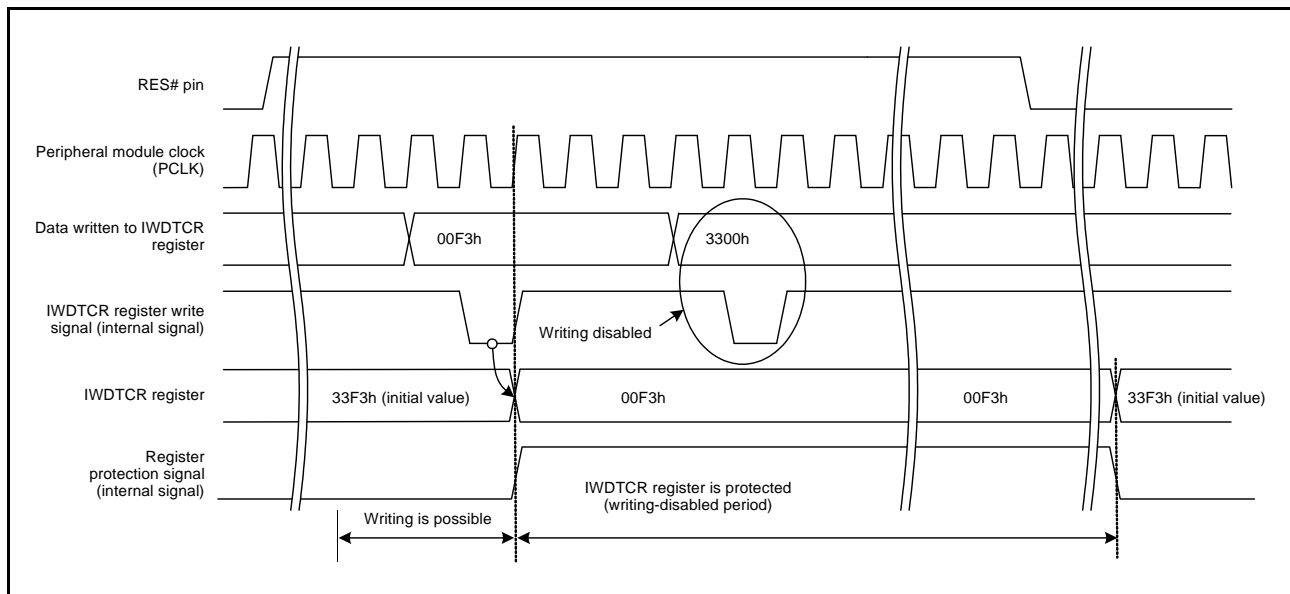 RES# pin
Peripheral module clock
(PCLK)
Data written to IWDTCR
register
00F3h
3300h
IWDTCR register write
signal (internal signal)
Writing disabled
IWDTCR register
33F3h (initial value)
00F3h
00F3h
33F3h (initial value)
Register
protection signal
(internal signal)
IWDTCR register is protected
(writing-disabled period)
Writing is possible